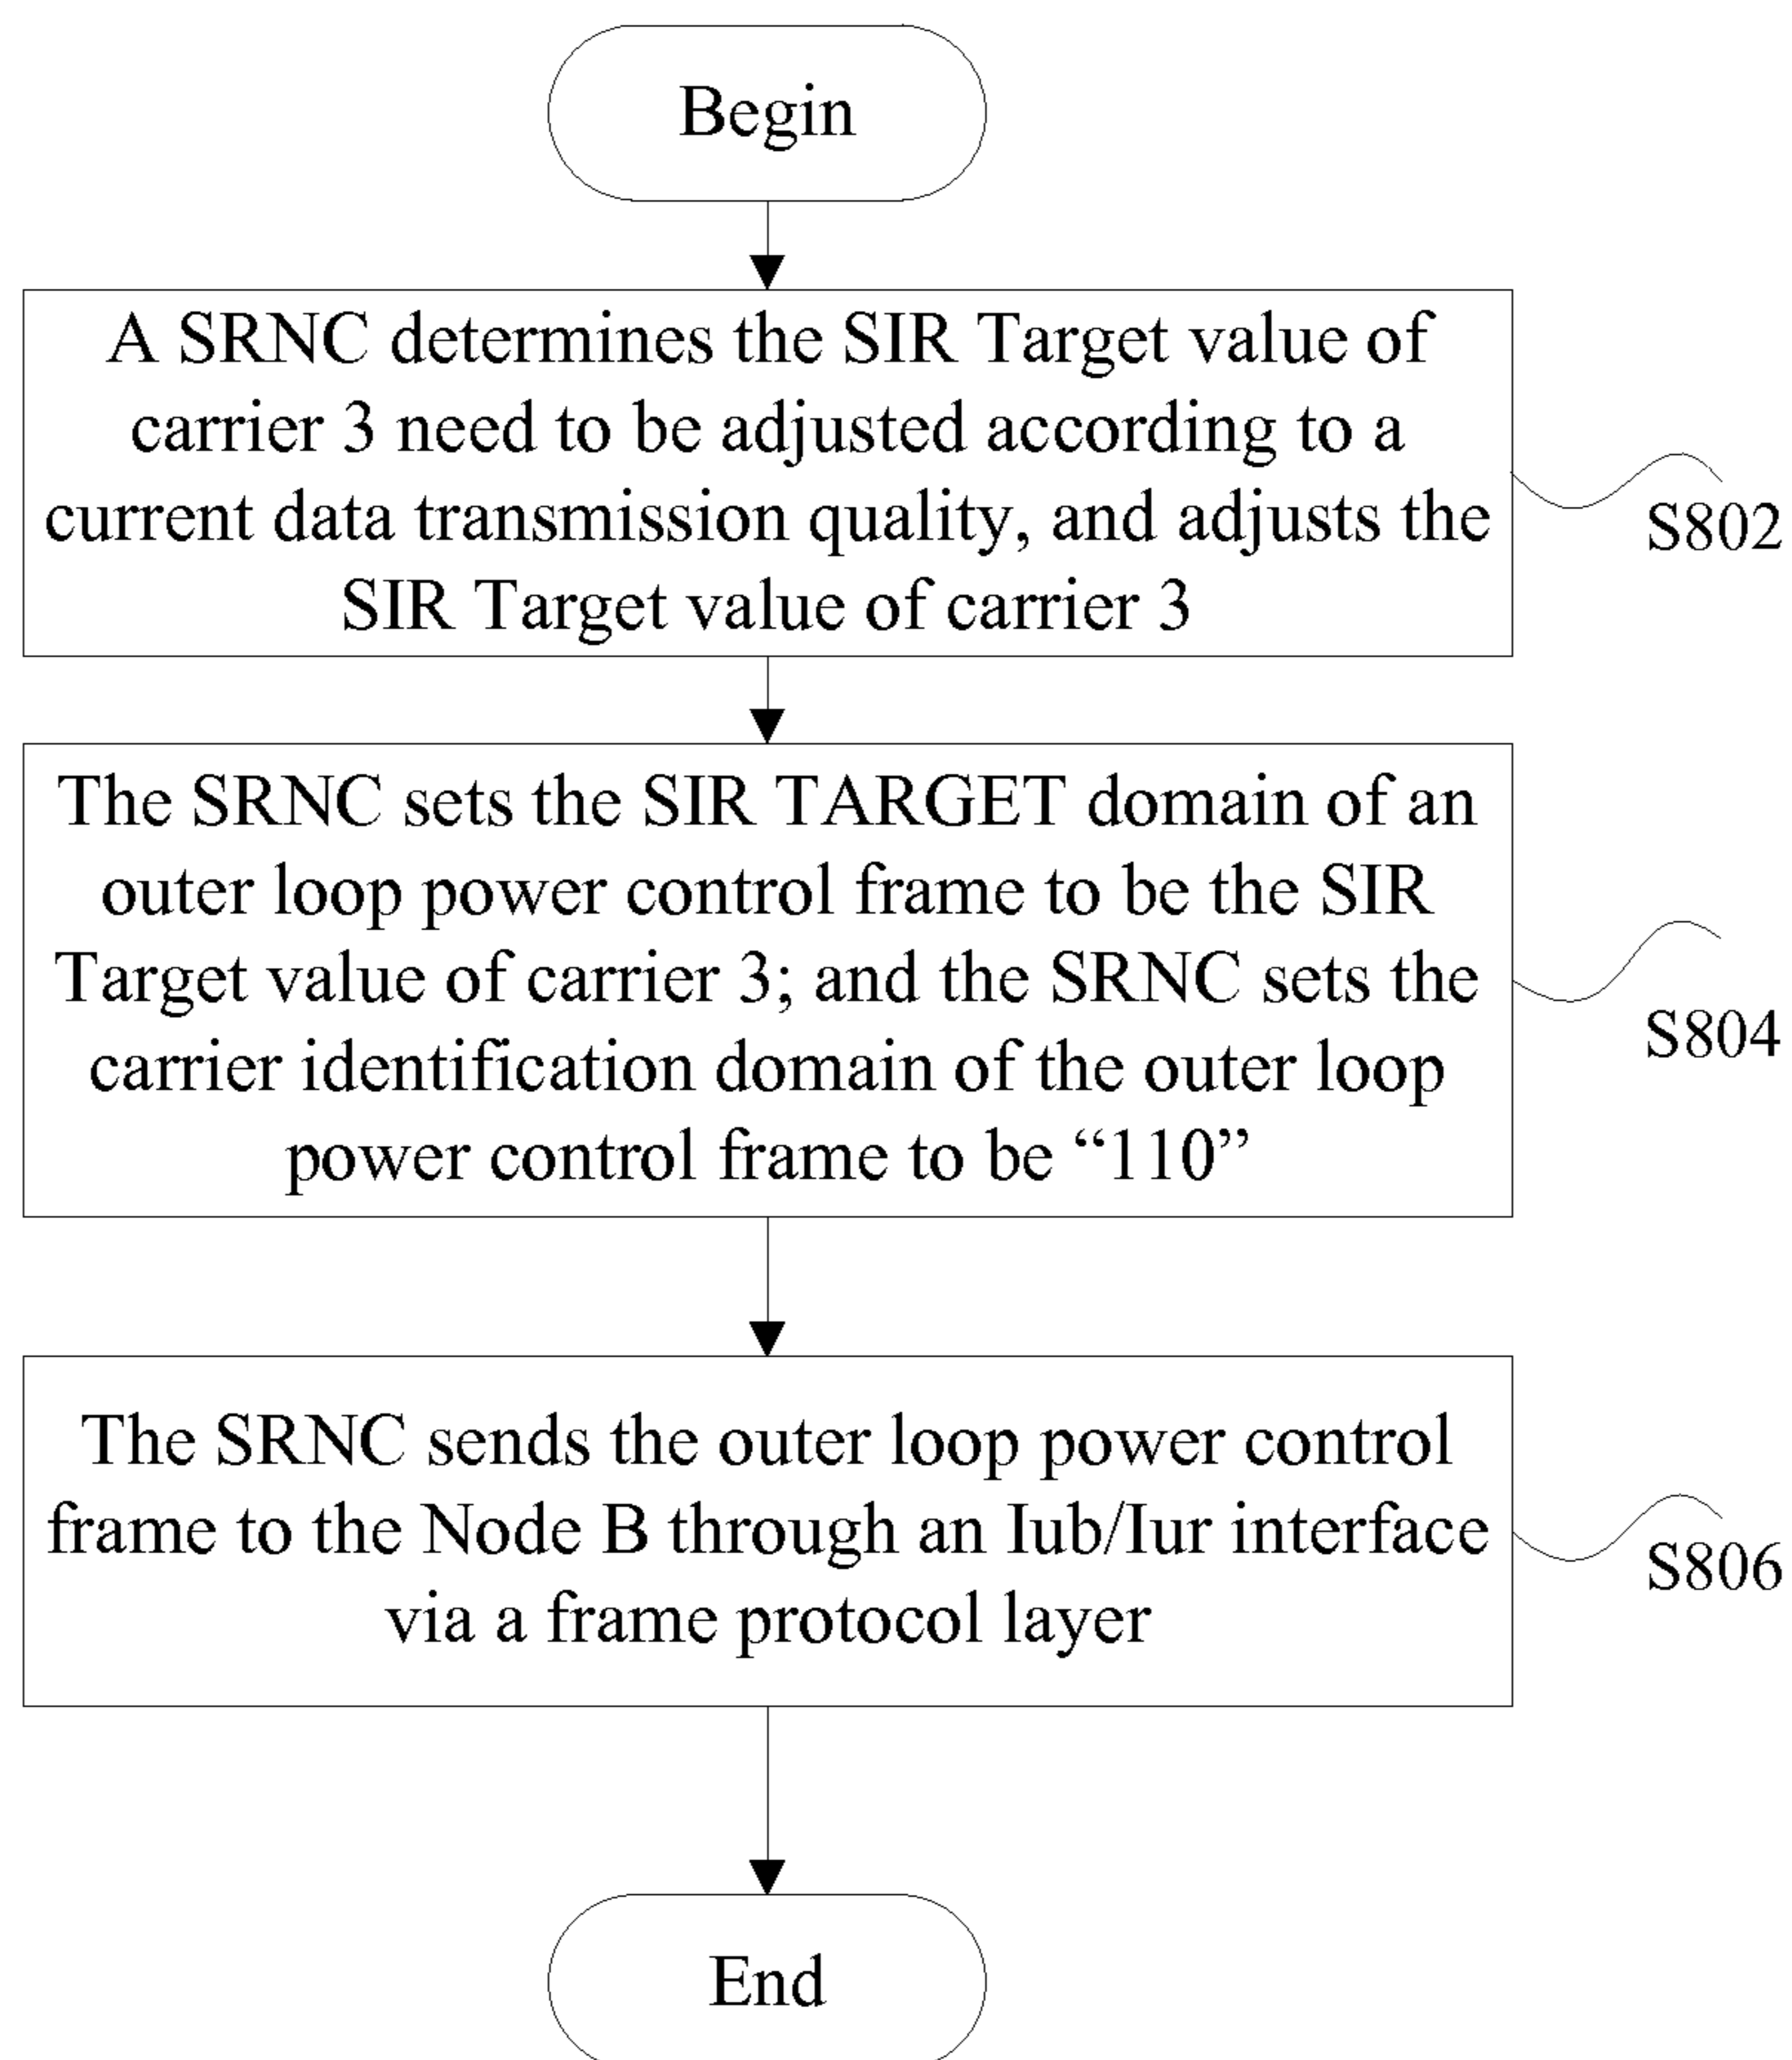 Begin
A SRNC determines the SIR Target value of
carrier 3 need to be adjusted according to a
current data transmission quality, and adjusts the
SIR Target value of carrier 3
S802
The SRNC sets the SIR TARGET domain of an
outer loop power control frame to be the SIR
Target value of carrier 3; and the SRNC sets the
carrier identification domain of the outer loop
power control frame to be “110”
S804
The SRNC sends the outer loop power control
frame to the Node B through an Iub/Iur interface
via a frame protocol layer
S806
End